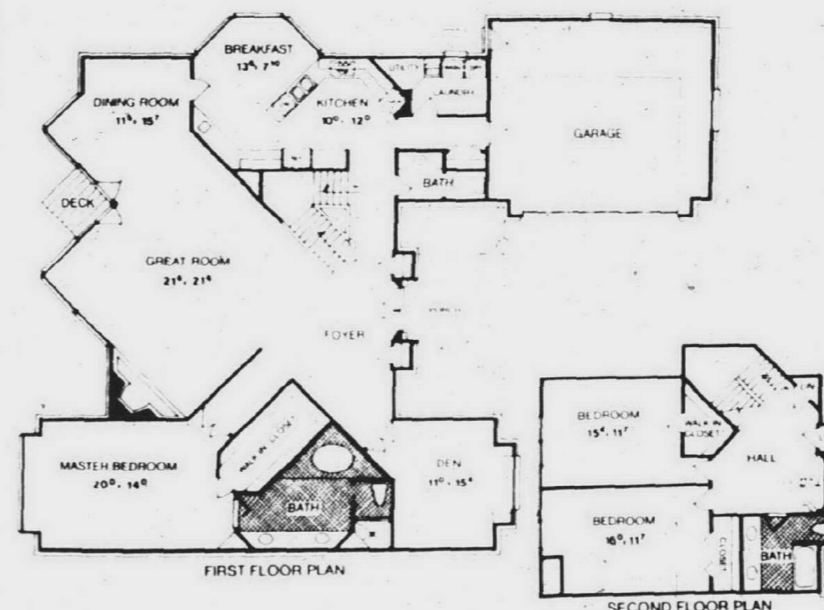 BREAKFAST
13⁶, 7¹⁰
UTILITY
DINING ROOM
KITCHEN
10⁰ · 12⁰
LAUNDRY
GARAGE
BATH
DECK
GREAT ROOM
21⁶, 21⁶
PORCH
FOYER
WALK-IN CLOSET
MASTER BEDROOM
20⁰ · 14⁰
DEN
11⁰ · 15⁴
BATH
FIRST FLOOR PLAN
BEDROOM
15⁴, 11⁷
WALK-IN
CLOSET
LIN
HALL
BEDROOM
16⁰, 11⁷
CLOSET
BATH
SECOND FLOOR PLAN